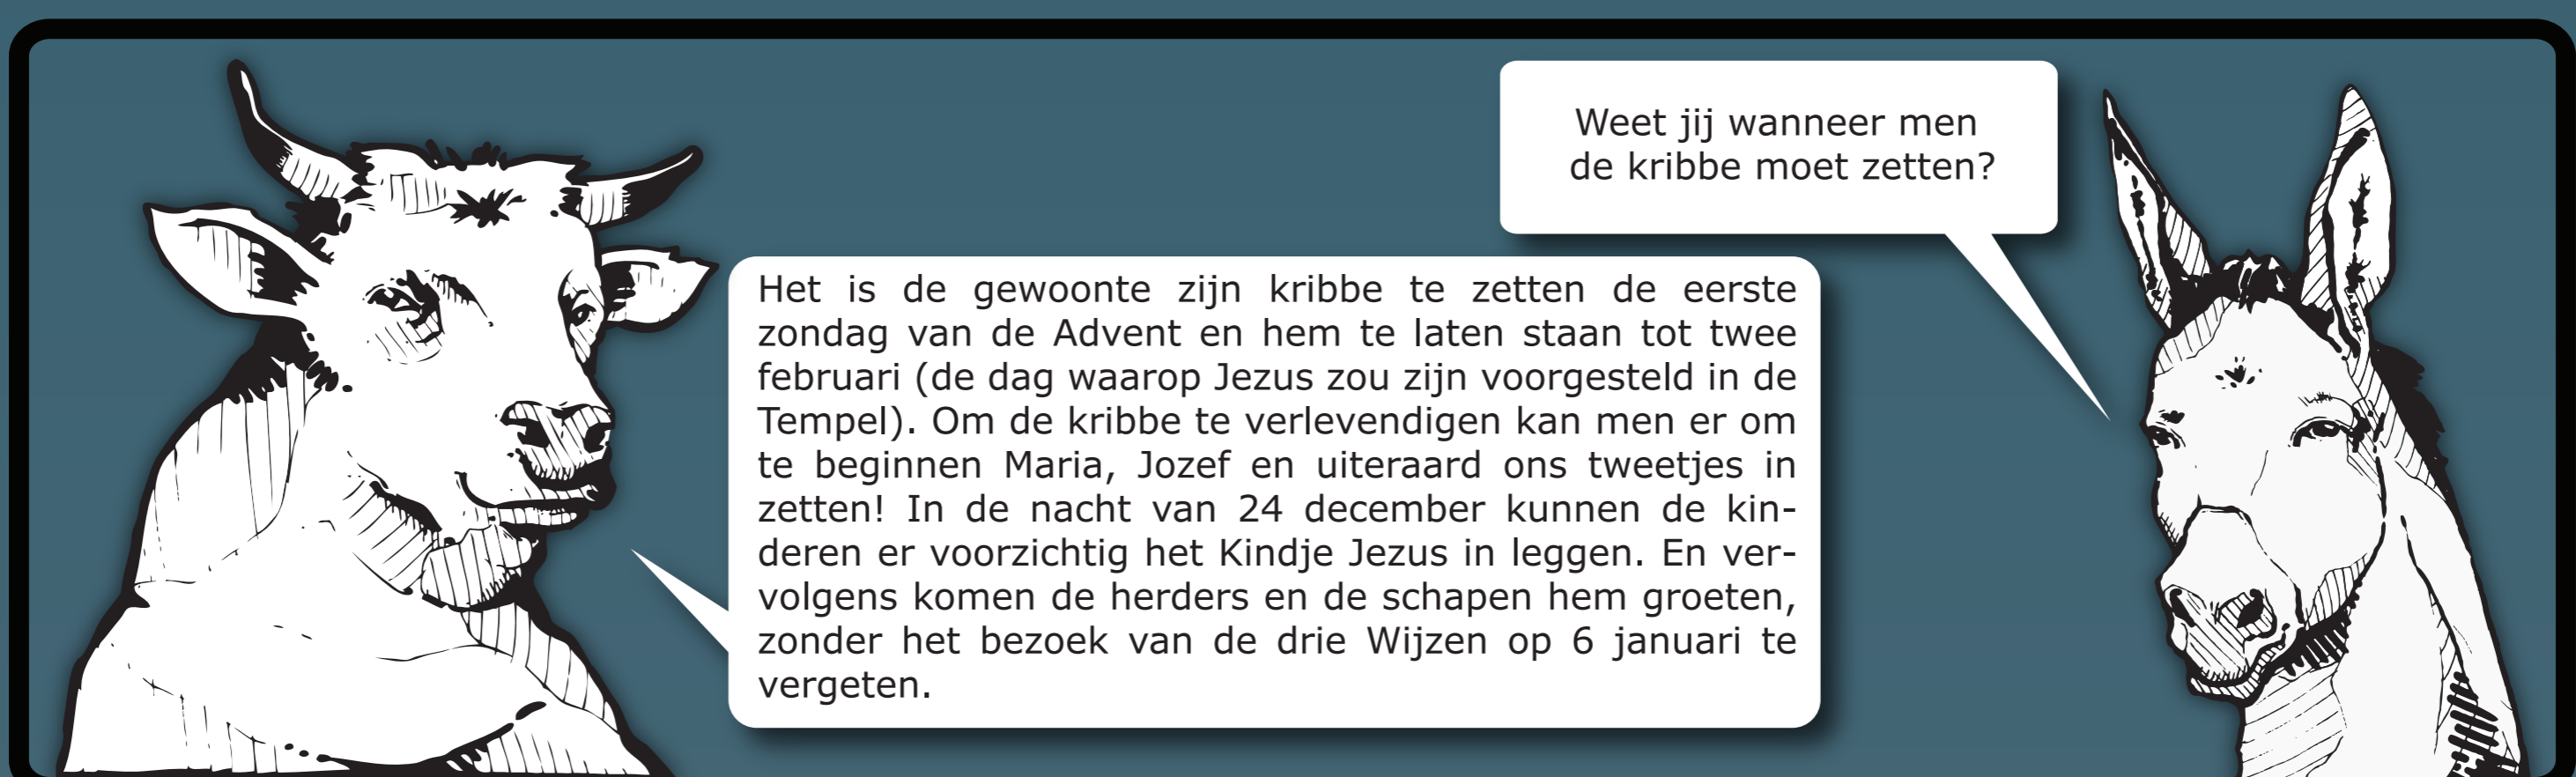 Weet jij wanneer men
de kribbe moet zetten?
Het is de gewoonte zijn kribbe te zetten de eerste
zondag van de Advent en hem te laten staan tot twee
februari (de dag waarop Jezus zou zijn voorgesteld in de
Tempel). Om de kribbe te verlevendigen kan men er om
te beginnen Maria, Jozef en uiteraard ons tweetjes in
zetten! In de nacht van 24 december kunnen de kin-
deren er voorzichtig het Kindje Jezus in leggen. En ver-
volgens komen de herders en de schapen hem groeten,
zonder het bezoek van de drie Wijzen op 6 januari te
vergeten.